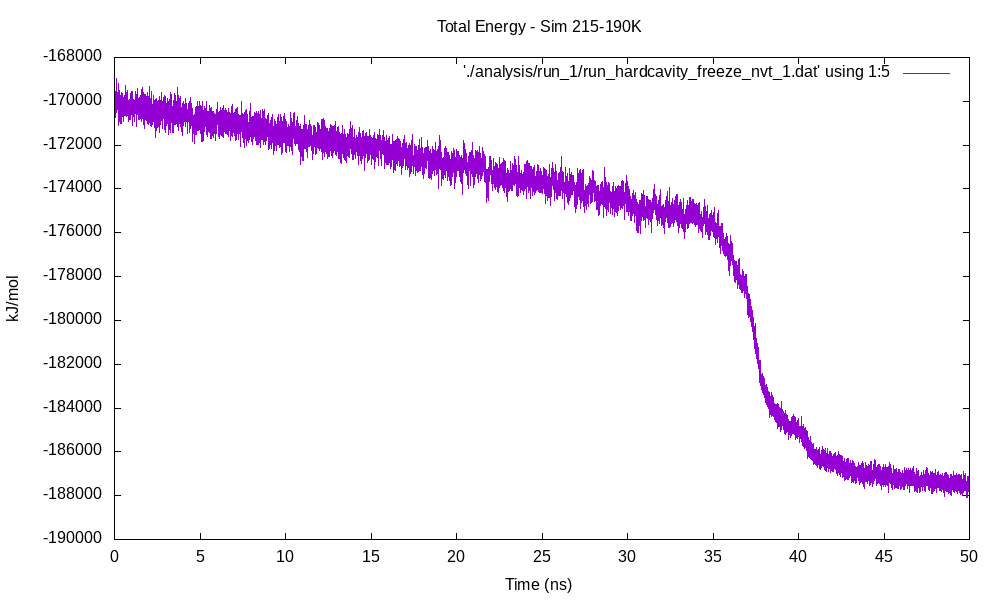 Total Energy - Sim 215-190K
'./analysis/run_1/run_hardcavity_freeze_nvt_1.dat' using 1:5
-168000
-170000
-172000
-174000
-176000
-178000
-180000
-182000
-184000
-186000
-188000
-190000
kJ/mol
0 5 10 15 20 25 30 35 40 45 50
Time (ns)